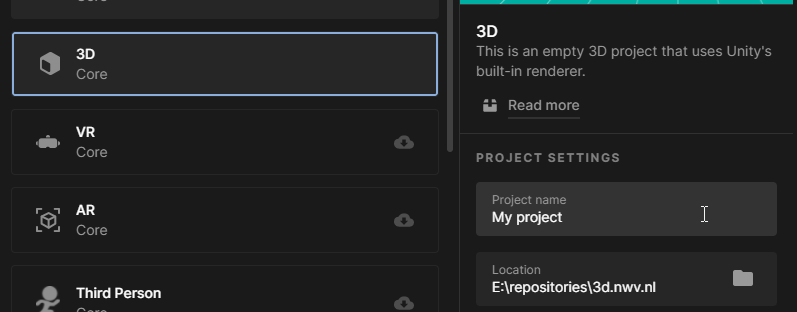 Core
3D
Core
VR
Core
AR
Core
Third Person
Core
3D
This is an empty 3D project that uses Unity's
built-in renderer.
Read more
PROJECT SETTINGS
Project name
My project
Location
E:\repositories\3d.nwv.nl